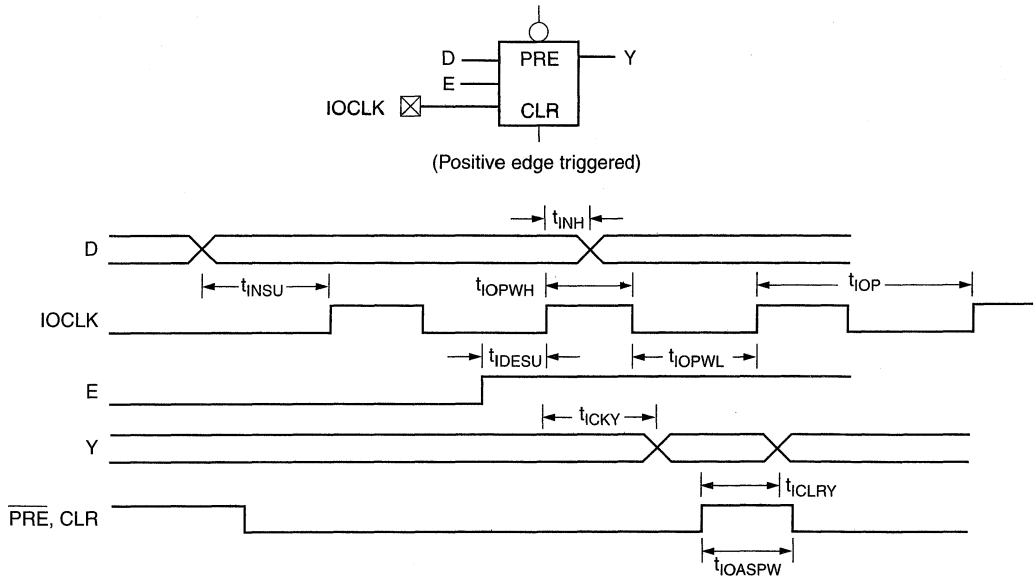 D
PRE
Y
E
IOCLK
CLR
(Positive edge triggered)
tINH
D
tINSU
tIOPWH
tIOP
IOCLK
tIDESU
tIOPWL
E
tICKY
Y
tICLRY
PRE, CLR
tIOASPW